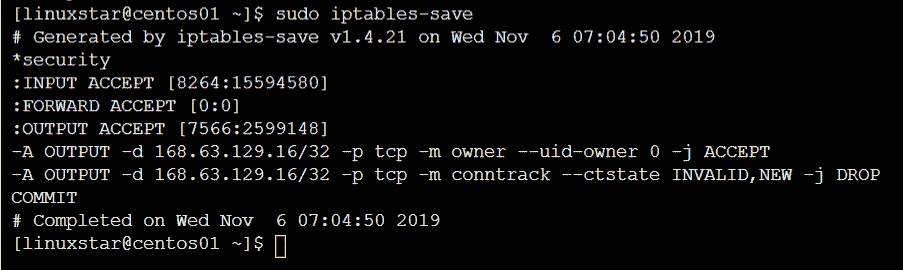 [linuxstar@centos01 ~]$ sudo iptables-save
# Generated by iptables-save v1.4.21 on Wed Nov  6 07:04:50 2019
*security
:INPUT ACCEPT [8264:15594580]
:FORWARD ACCEPT [0:0]
:OUTPUT ACCEPT [7566:2599148]
-A OUTPUT -d 168.63.129.16/32 -p tcp -m owner --uid-owner 0 -j ACCEPT
-A OUTPUT -d 168.63.129.16/32 -p tcp -m conntrack --ctstate INVALID,NEW -j DROP
COMMIT
# Completed on Wed Nov  6 07:04:50 2019
[linuxstar@centos01 ~]$